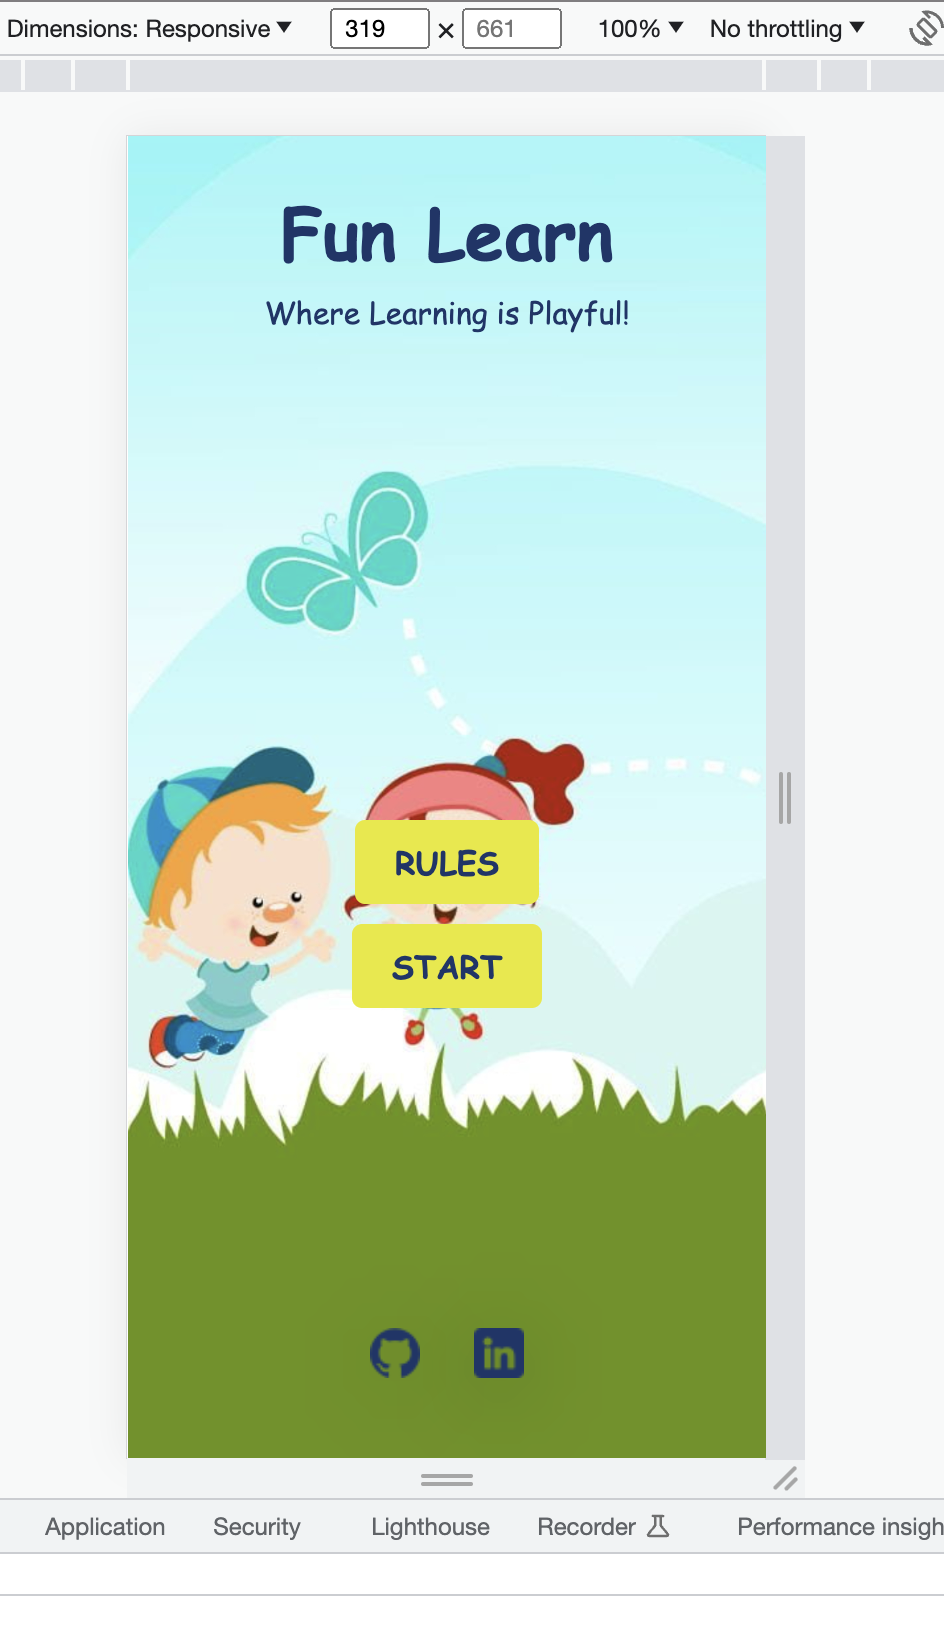 Dimensions: Responsive ▼ 319 × 661 100% ▼ No throttling ▼
Fun Learn
Where Learning is Playful!
RULES
START
in
Application Security Lighthouse Recorder Performance insigh